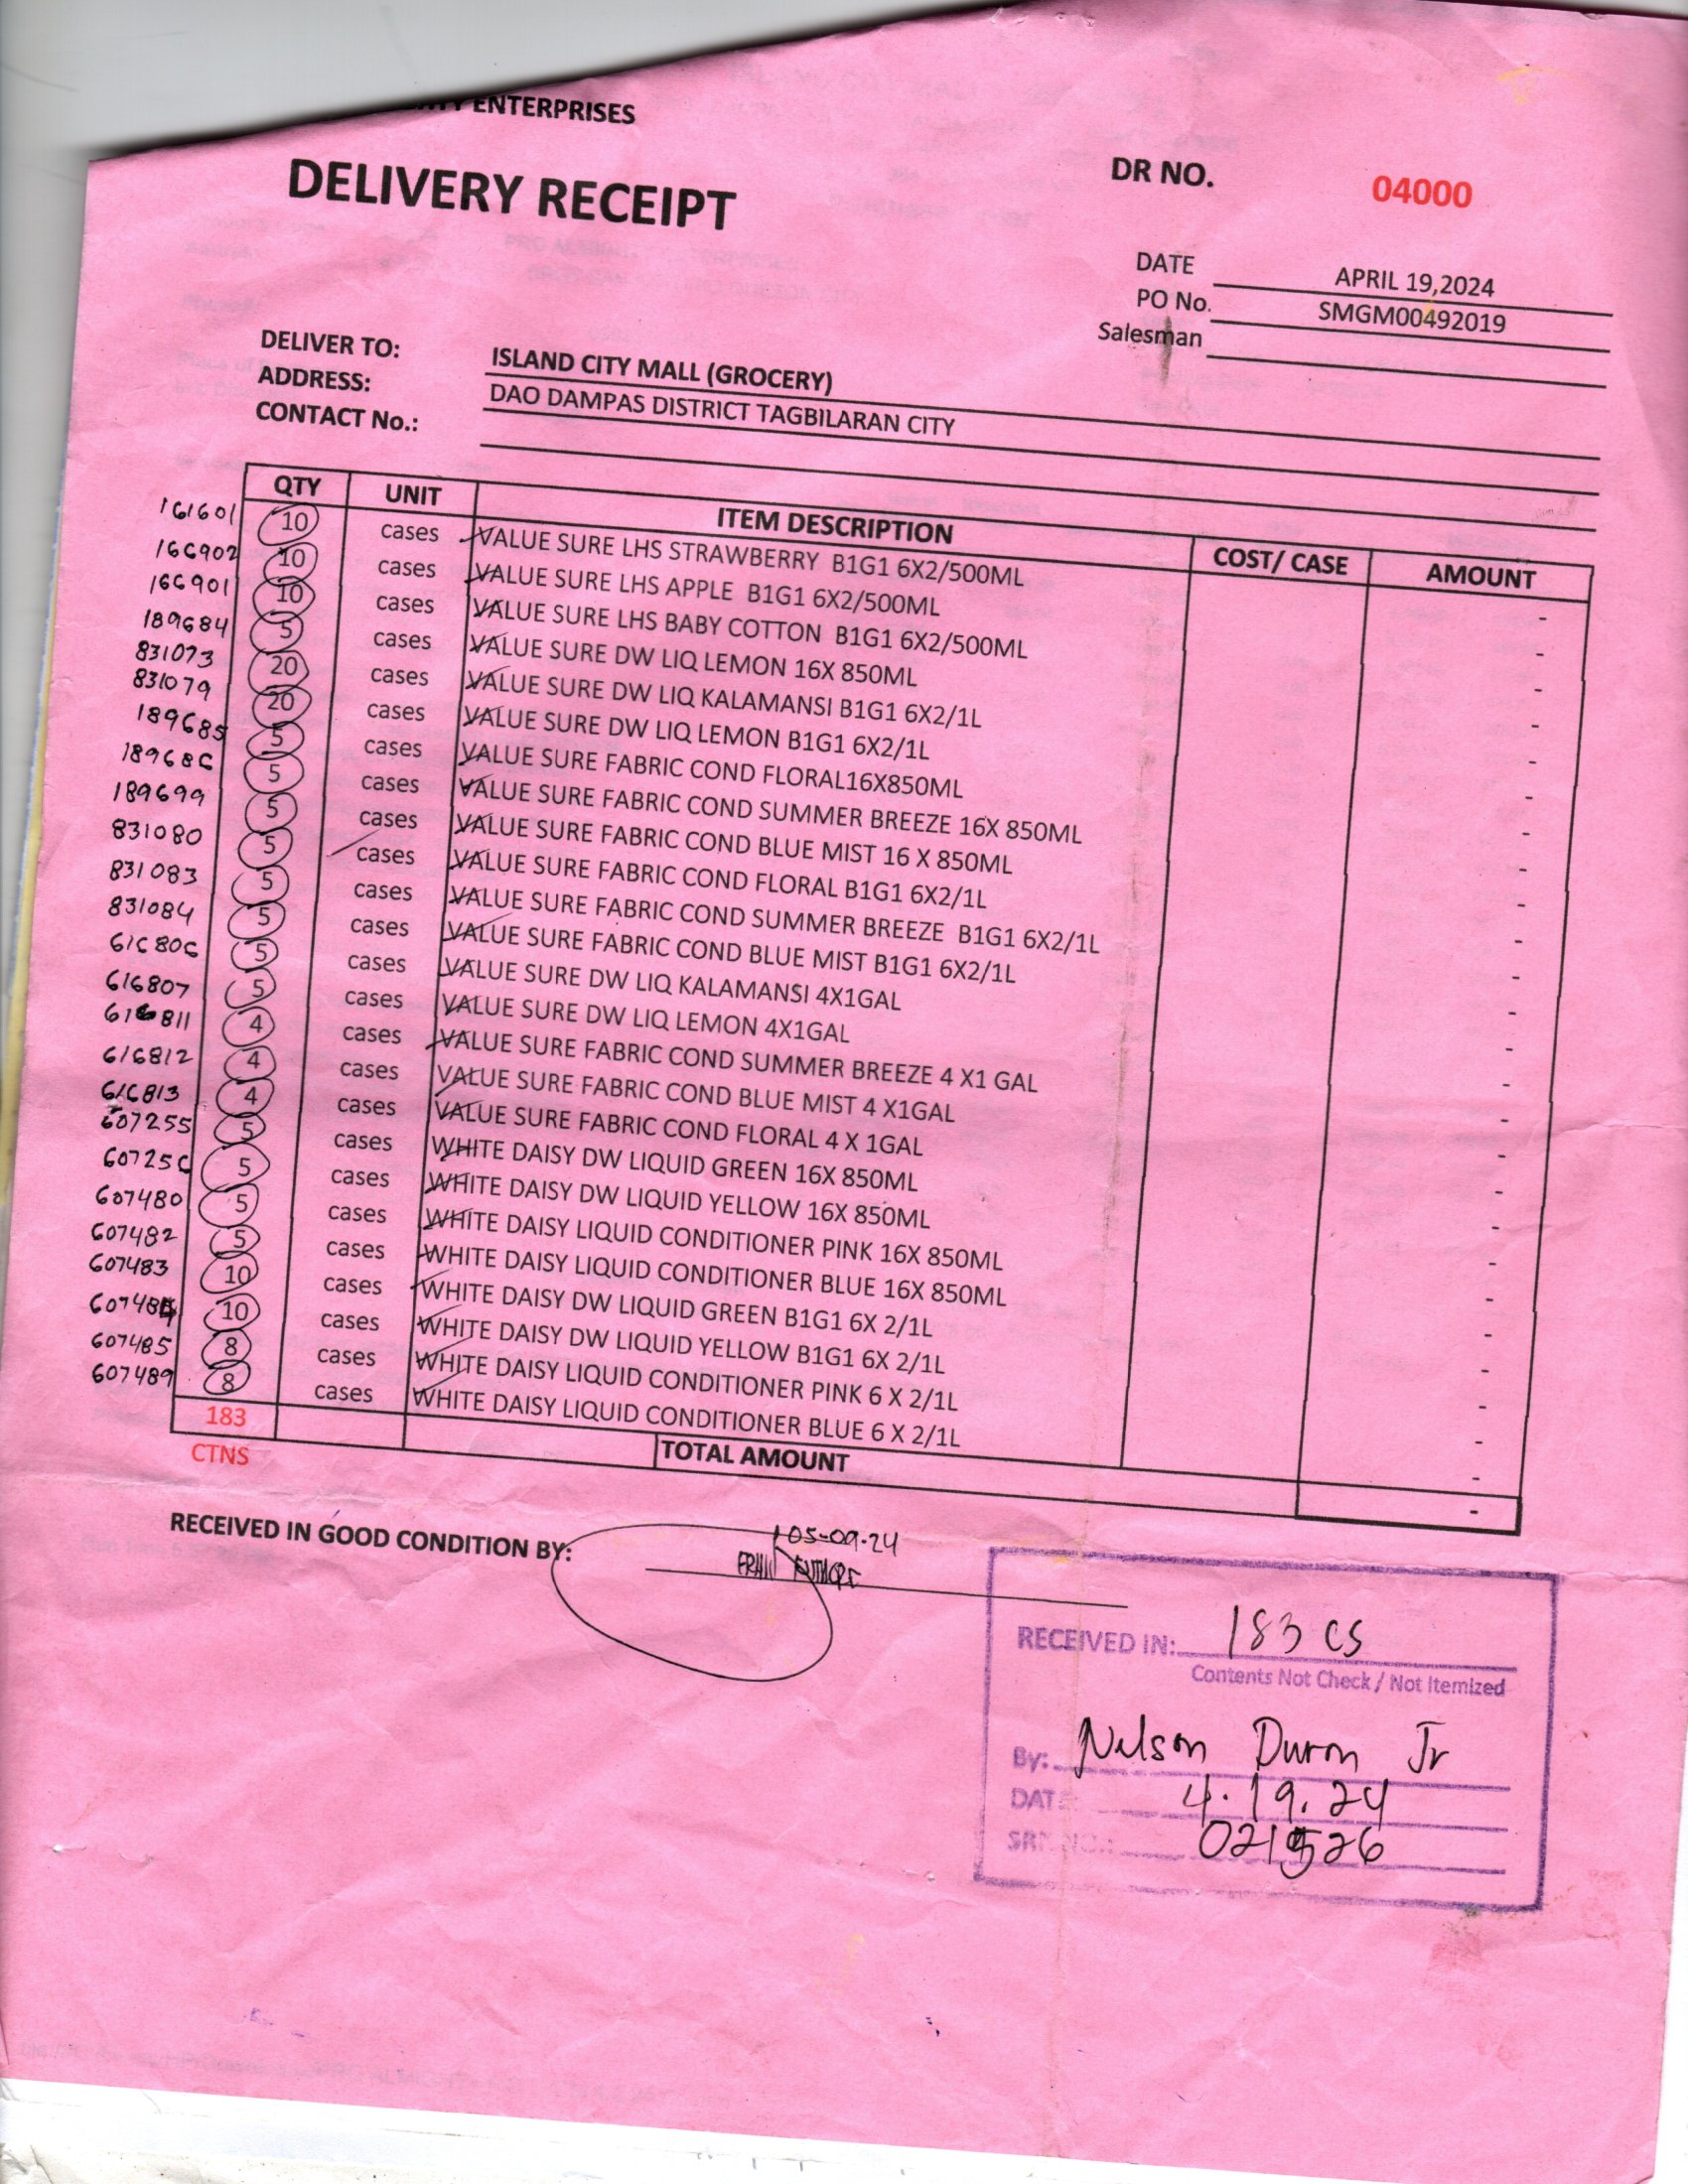 ENTERPRISES
DELIVERY RECEIPT
DR NO. 04000
DATE APRIL 19,2024
PO No. SMGM00492019
Salesman
DELIVER TO: ISLAND CITY MALL (GROCERY)
ADDRESS: DAO DAMPAS DISTRICT TAGBILARAN CITY
CONTACT No.:
QTY UNIT ITEM DESCRIPTION COST/ CASE AMOUNT
161601 10 cases VALUE SURE LHS STRAWBERRY B1G1 6X2/500ML -
166902 10 cases VALUE SURE LHS APPLE B1G1 6X2/500ML -
166901 10 cases VALUE SURE LHS BABY COTTON B1G1 6X2/500ML -
189684 5 cases VALUE SURE DW LIQ LEMON 16X 850ML -
831073 20 cases VALUE SURE DW LIQ KALAMANSI B1G1 6X2/1L -
831079 20 cases VALUE SURE DW LIQ LEMON B1G1 6X2/1L -
189685 5 cases VALUE SURE FABRIC COND FLORAL16X850ML -
189686 5 cases VALUE SURE FABRIC COND SUMMER BREEZE 16X 850ML -
189699 5 cases VALUE SURE FABRIC COND BLUE MIST 16 X 850ML -
831080 5 cases VALUE SURE FABRIC COND FLORAL B1G1 6X2/1L -
831083 5 cases VALUE SURE FABRIC COND SUMMER BREEZE B1G1 6X2/1L -
831084 5 cases VALUE SURE FABRIC COND BLUE MIST B1G1 6X2/1L -
616806 5 cases VALUE SURE DW LIQ KALAMANSI 4X1GAL -
616807 5 cases VALUE SURE DW LIQ LEMON 4X1GAL -
616811 4 cases VALUE SURE FABRIC COND SUMMER BREEZE 4 X1 GAL -
616812 4 cases VALUE SURE FABRIC COND BLUE MIST 4 X1GAL -
616813 4 cases VALUE SURE FABRIC COND FLORAL 4 X 1GAL -
607255 5 cases WHITE DAISY DW LIQUID GREEN 16X 850ML -
607256 5 cases WHITE DAISY DW LIQUID YELLOW 16X 850ML -
607480 5 cases WHITE DAISY LIQUID CONDITIONER PINK 16X 850ML -
607482 5 cases WHITE DAISY LIQUID CONDITIONER BLUE 16X 850ML -
607483 10 cases WHITE DAISY DW LIQUID GREEN B1G1 6X 2/1L -
607484 10 cases WHITE DAISY DW LIQUID YELLOW B1G1 6X 2/1L -
607485 8 cases WHITE DAISY LIQUID CONDITIONER PINK 6 X 2/1L -
607489 8 cases WHITE DAISY LIQUID CONDITIONER BLUE 6 X 2/1L -
183
CTNS
TOTAL AMOUNT -
RECEIVED IN GOOD CONDITION BY:
05-09-24
RECEIVED IN: 183 cs
Contents Not Check / Not Itemized
By: Nelson Duron Jr
DATE 4.19.24
021526